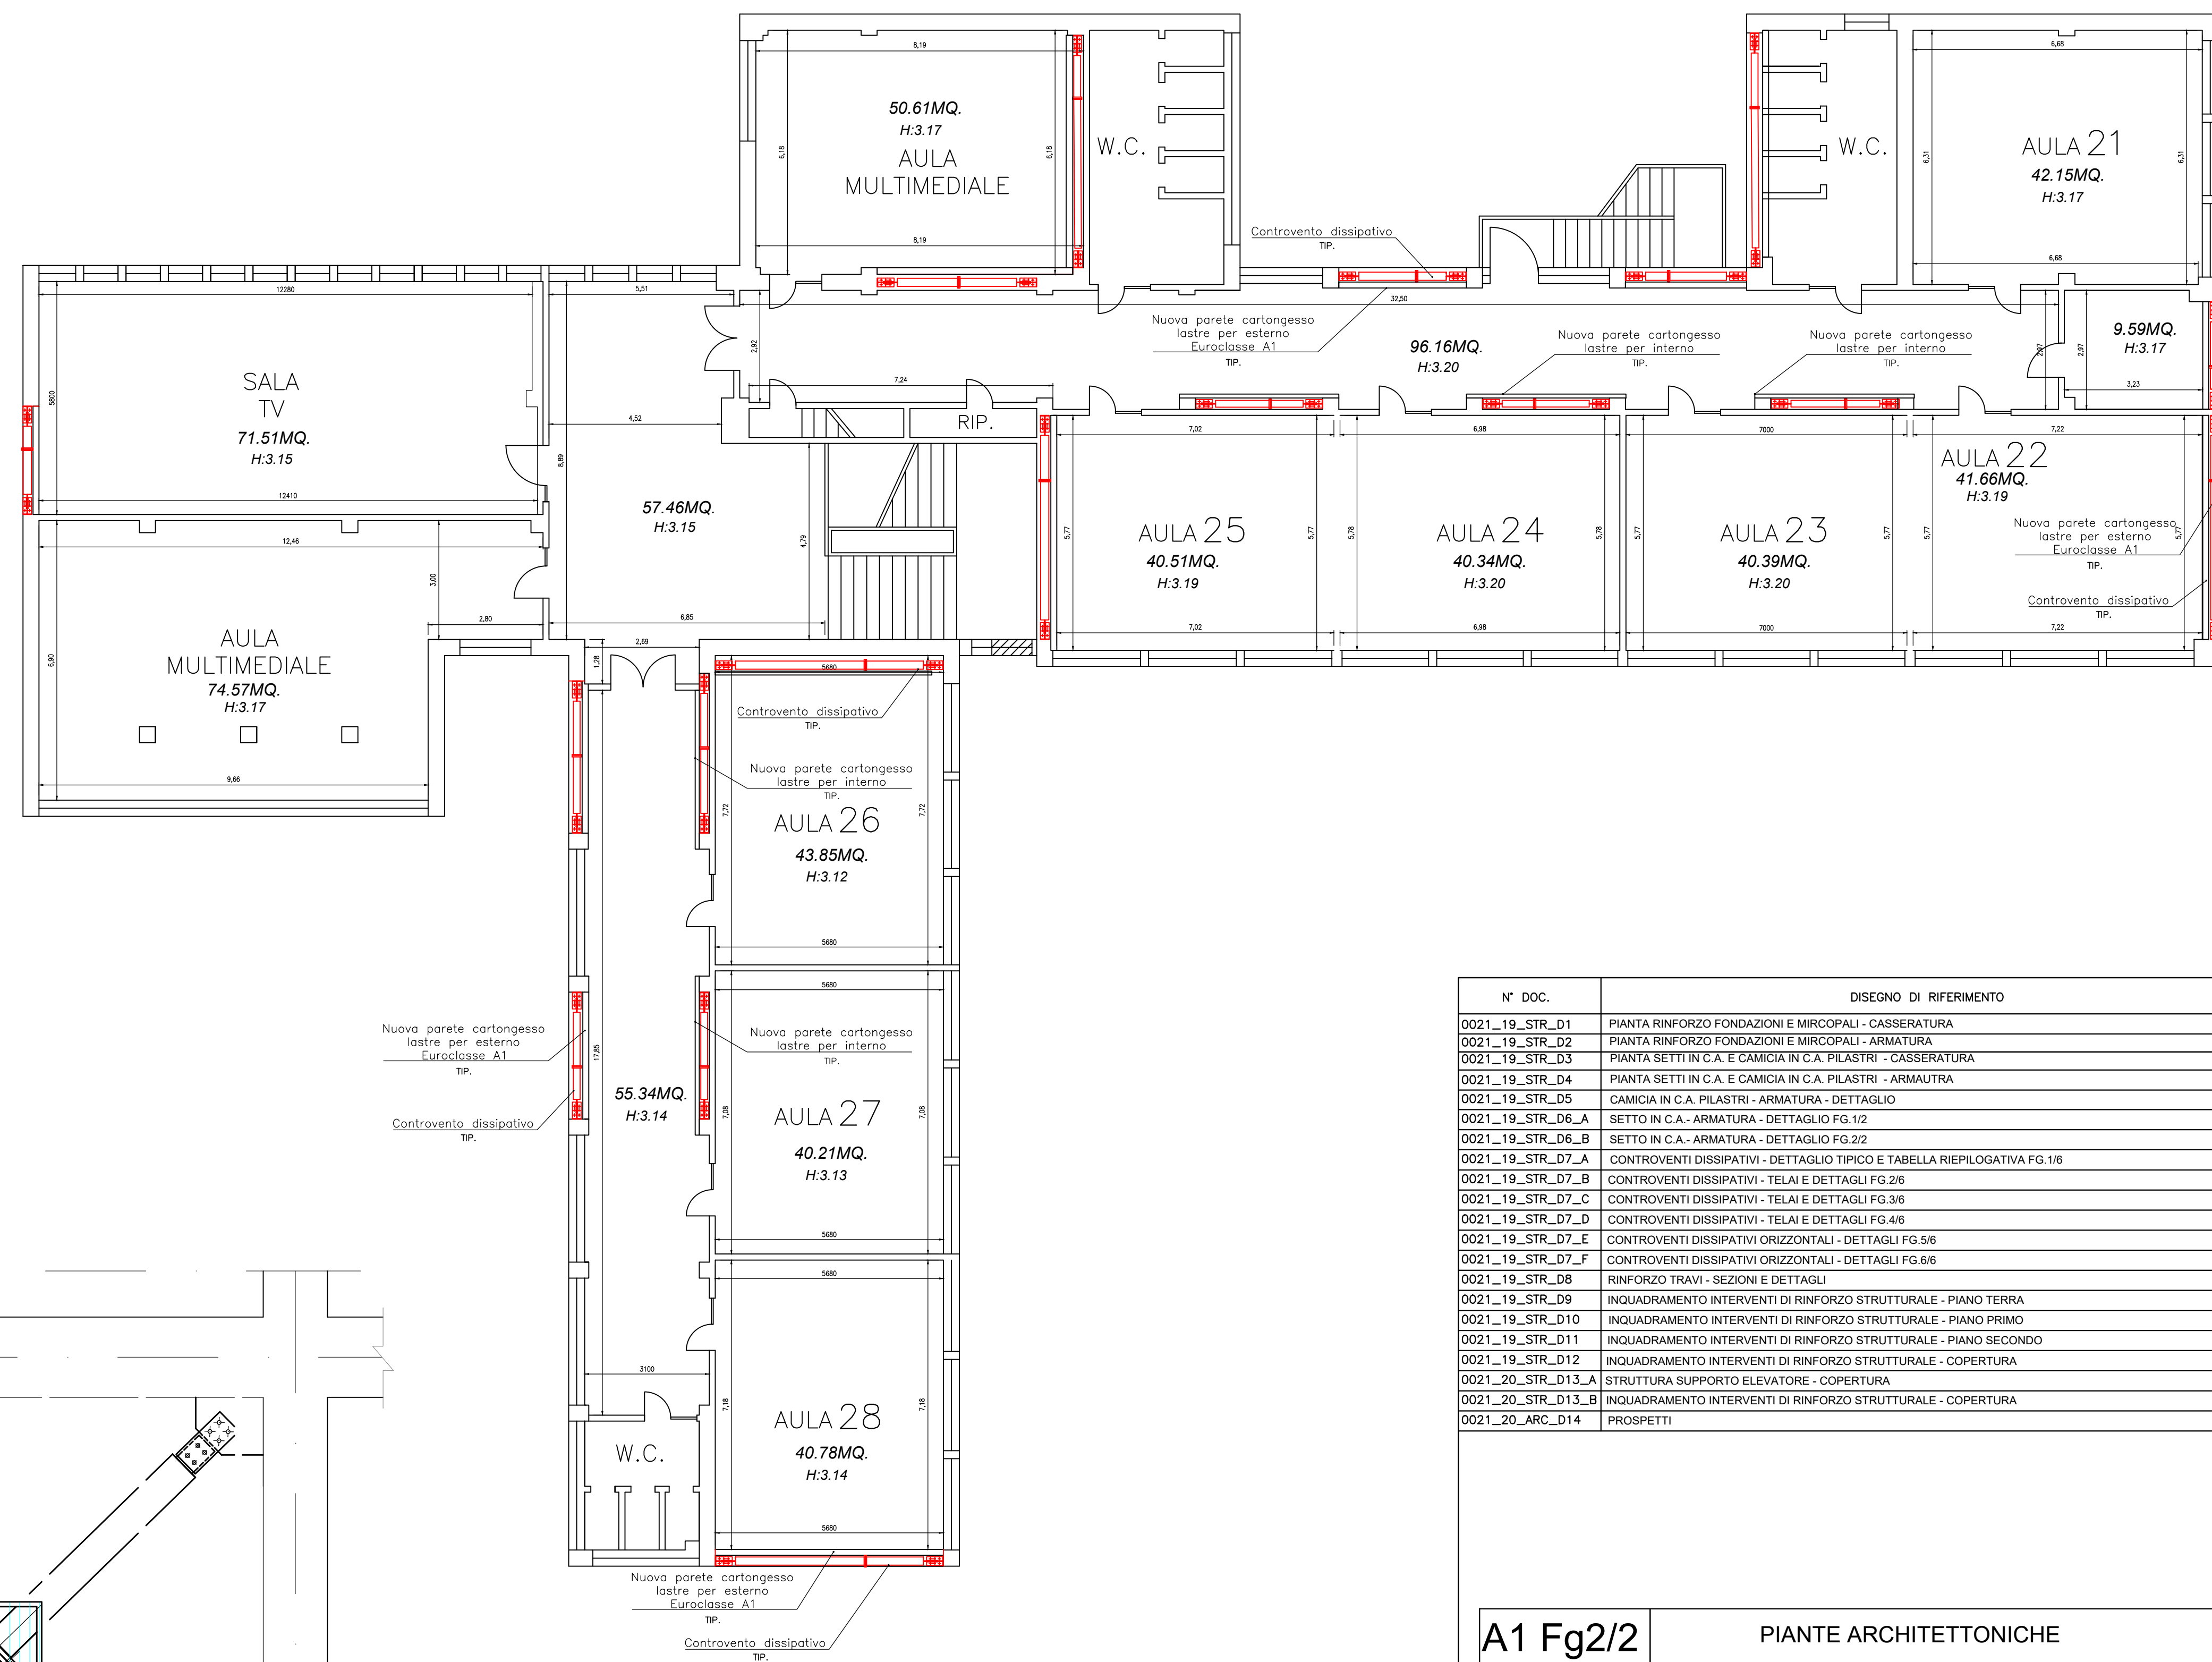 8,19
50.61MQ.
H:3.17
AULA
MULTIMEDIALE
6,18
6,18
8,19
W.C.
Controvento dissipativo
TIP.
W.C.
6,68
AULA 21
42.15MQ.
H:3.17
6,31
6,31
6,68
12280
5,51
32,50
SALA
TV
71.51MQ.
H:3.15
5800
12410
4,52
8,89
2,92
7,24
Nuova parete cartongesso
lastre per esterno
Euroclasse A1
TIP.
96.16MQ.
H:3.20
Nuova parete cartongesso
lastre per interno
TIP.
Nuova parete cartongesso
lastre per interno
TIP.
2,97
2,97
9.59MQ.
H:3.17
3,23
RIP.
57.46MQ.
H:3.15
4,79
6,85
7,02
5,77
AULA 25
40.51MQ.
H:3.19
5,77
7,02
6,98
5,78
AULA 24
40.34MQ.
H:3.20
5,78
6,98
7000
5,77
AULA 23
40.39MQ.
H:3.20
5,77
7000
7,22
AULA 22
41.66MQ.
H:3.19
5,77
5,77
Nuova parete cartongesso
lastre per esterno
Euroclasse A1
TIP.
Controvento dissipativo
TIP.
7,22
12,46
3,00
2,80
AULA
MULTIMEDIALE
74.57MQ.
H:3.17
6,90
9,66
2,69
1,28
5680
Controvento dissipativo
TIP.
Nuova parete cartongesso
lastre per interno
TIP.
7,72
7,72
AULA 26
43.85MQ.
H:3.12
5680
5680
Nuova parete cartongesso
lastre per esterno
Euroclasse A1
TIP.
Controvento dissipativo
TIP.
17,85
55.34MQ.
H:3.14
Nuova parete cartongesso
lastre per interno
TIP.
7,08
7,08
AULA 27
40.21MQ.
H:3.13
5680
5680
3100
7,18
7,18
AULA 28
40.78MQ.
H:3.14
W.C.
5680
Nuova parete cartongesso
lastre per esterno
Euroclasse A1
TIP.
Controvento dissipativo
TIP.
N° DOC. DISEGNO DI RIFERIMENTO
0021_19_STR_D1 PIANTA RINFORZO FONDAZIONI E MIRCOPALI - CASSERATURA
0021_19_STR_D2 PIANTA RINFORZO FONDAZIONI E MIRCOPALI - ARMATURA
0021_19_STR_D3 PIANTA SETTI IN C.A. E CAMICIA IN C.A. PILASTRI - CASSERATURA
0021_19_STR_D4 PIANTA SETTI IN C.A. E CAMICIA IN C.A. PILASTRI - ARMAUTRA
0021_19_STR_D5 CAMICIA IN C.A. PILASTRI - ARMATURA - DETTAGLIO
0021_19_STR_D6_A SETTO IN C.A.- ARMATURA - DETTAGLIO FG.1/2
0021_19_STR_D6_B SETTO IN C.A.- ARMATURA - DETTAGLIO FG.2/2
0021_19_STR_D7_A CONTROVENTI DISSIPATIVI - DETTAGLIO TIPICO E TABELLA RIEPILOGATIVA FG.1/6
0021_19_STR_D7_B CONTROVENTI DISSIPATIVI - TELAI E DETTAGLI FG.2/6
0021_19_STR_D7_C CONTROVENTI DISSIPATIVI - TELAI E DETTAGLI FG.3/6
0021_19_STR_D7_D CONTROVENTI DISSIPATIVI - TELAI E DETTAGLI FG.4/6
0021_19_STR_D7_E CONTROVENTI DISSIPATIVI ORIZZONTALI - DETTAGLI FG.5/6
0021_19_STR_D7_F CONTROVENTI DISSIPATIVI ORIZZONTALI - DETTAGLI FG.6/6
0021_19_STR_D8 RINFORZO TRAVI - SEZIONI E DETTAGLI
0021_19_STR_D9 INQUADRAMENTO INTERVENTI DI RINFORZO STRUTTURALE - PIANO TERRA
0021_19_STR_D10 INQUADRAMENTO INTERVENTI DI RINFORZO STRUTTURALE - PIANO PRIMO
0021_19_STR_D11 INQUADRAMENTO INTERVENTI DI RINFORZO STRUTTURALE - PIANO SECONDO
0021_19_STR_D12 INQUADRAMENTO INTERVENTI DI RINFORZO STRUTTURALE - COPERTURA
0021_20_STR_D13_A STRUTTURA SUPPORTO ELEVATORE - COPERTURA
0021_20_STR_D13_B INQUADRAMENTO INTERVENTI DI RINFORZO STRUTTURALE - COPERTURA
0021_20_ARC_D14 PROSPETTI
A1 Fg2/2
PIANTE ARCHITETTONICHE